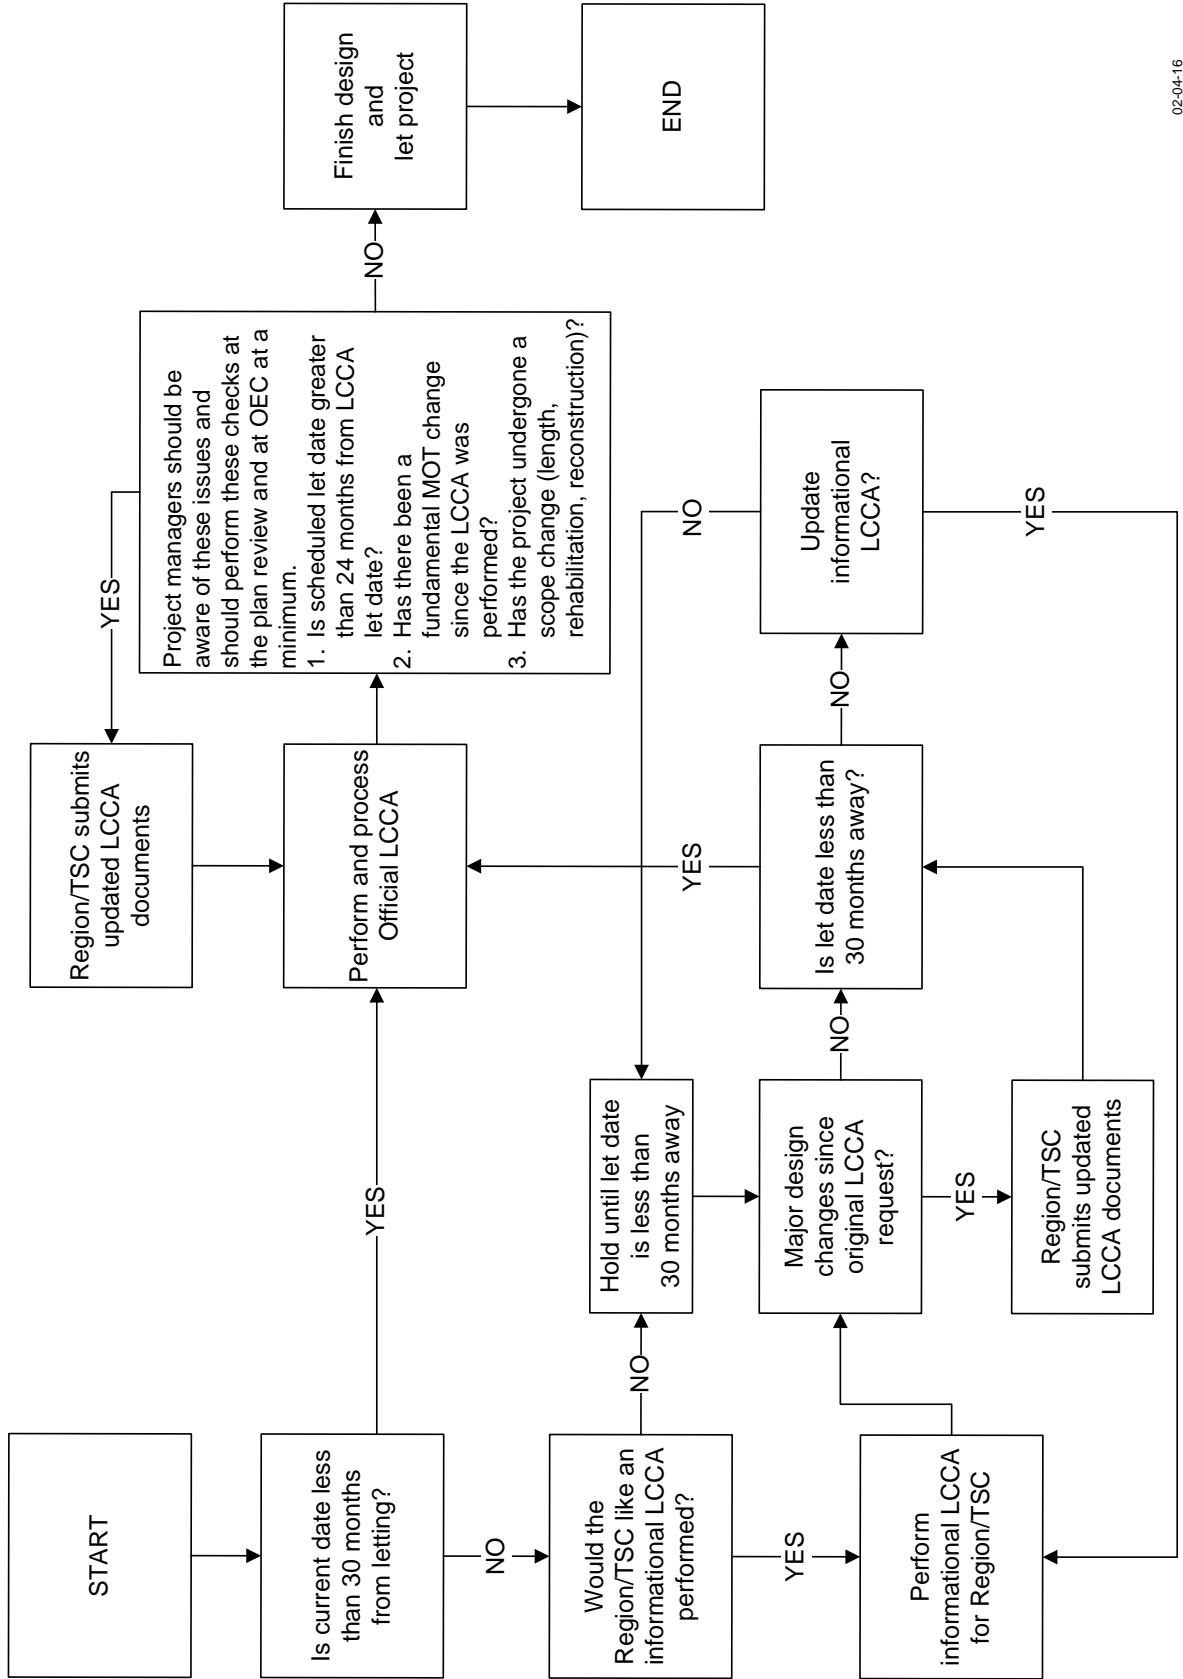 START
Is current date less
than 30 months
from letting?
YES
NO
Would the
Region/TSC like an
informational LCCA
performed?
NO
YES
Perform
informational LCCA
for Region/TSC
Hold until let date
is less than
30 months away
Major design
changes since
original LCCA
request?
NO
YES
Region/TSC
submits updated
LCCA documents
Is let date less than
30 months away?
YES
NO
Update
informational
LCCA?
NO
YES
Region/TSC submits
updated LCCA
documents
Perform and process
Official LCCA
YES
Project managers should be
aware of these issues and
should perform these checks at
the plan review and at OEC at a
minimum.
1. Is scheduled let date greater
than 24 months from LCCA
let date?
2. Has there been a
fundamental MOT change
since the LCCA was
performed?
3. Has the project undergone a
scope change (length,
rehabilitation, reconstruction)?
NO
Finish design
and
let project
END
02-04-16